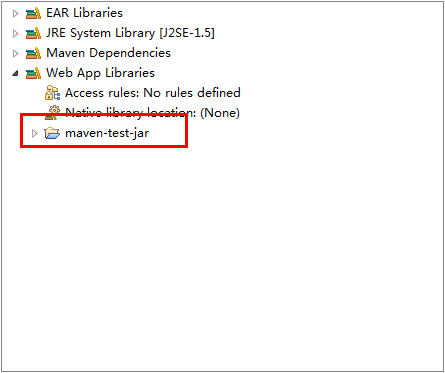 EAR Libraries
JRE System Library [J2SE-1.5]
Maven Dependencies
Web App Libraries
Access rules: No rules defined
Native library location: (None)
maven-test-jar